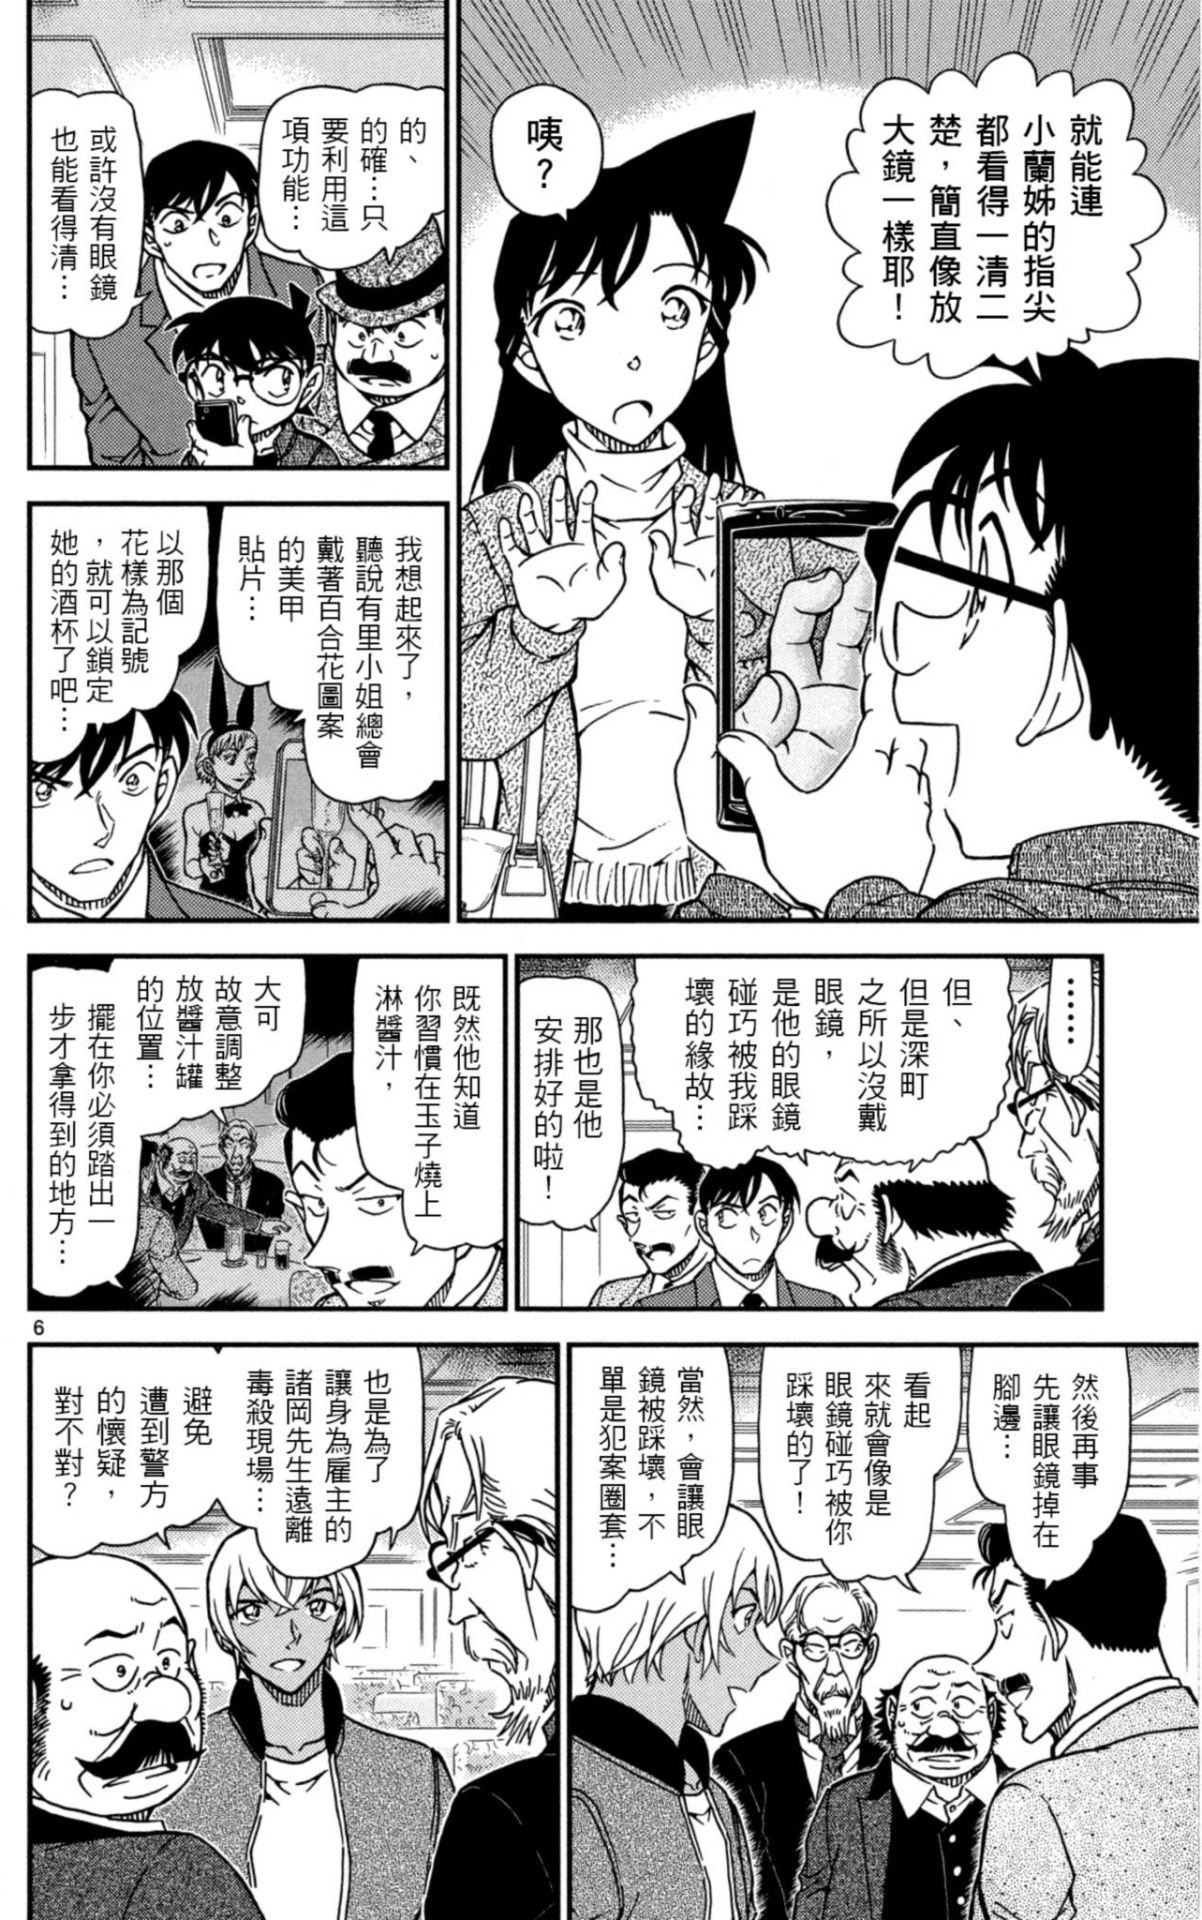 就能連
小蘭姊的指尖
都看得一清二
楚，簡直像放
大鏡一樣耶！
咦？
的、
的確…只
要利用這
項功能…
或許沒有眼鏡
也能看得清…
我想起來了，
聽說有里小姐總會
戴著百合花圖案
的美甲
貼片…
以那個
花樣為記號
，就可以鎖定
她的酒杯了吧…
……
但、
但是深町
之所以沒戴
眼鏡，
是他的眼鏡
碰巧被我踩
壞的緣故…
那也是他
安排好的啦！
既然他知道
你習慣在玉子燒上
淋醬汁，
大可
故意調整
放醬汁罐
的位置…
擺在你必須踏出一
步才拿得到的地方…
6
然後再事
先讓眼鏡掉在
腳邊…
看起
來就會像是
眼鏡碰巧被你
踩壞的了！
當然，會讓眼
鏡被踩壞，不
單是犯案圈套…
也是為了
讓身為雇主的
諸岡先生遠離
毒殺現場…
避免
遭到警方
的懷疑，
對不對？